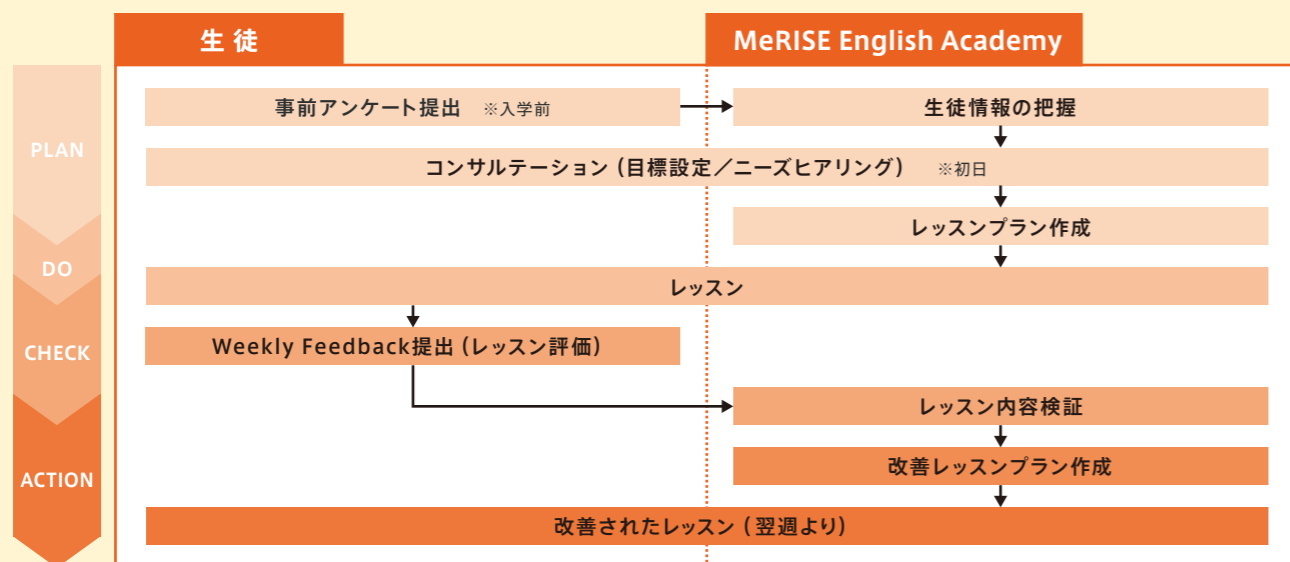 生徒
MeRISE English Academy
PLAN
事前アンケート提出 ※入学前
生徒情報の把握
コンサルテーション（目標設定／ニーズヒアリング） ※初日
レッスンプラン作成
DO
レッスン
CHECK
Weekly Feedback提出（レッスン評価）
レッスン内容検証
ACTION
改善レッスンプラン作成
改善されたレッスン（翌週より）